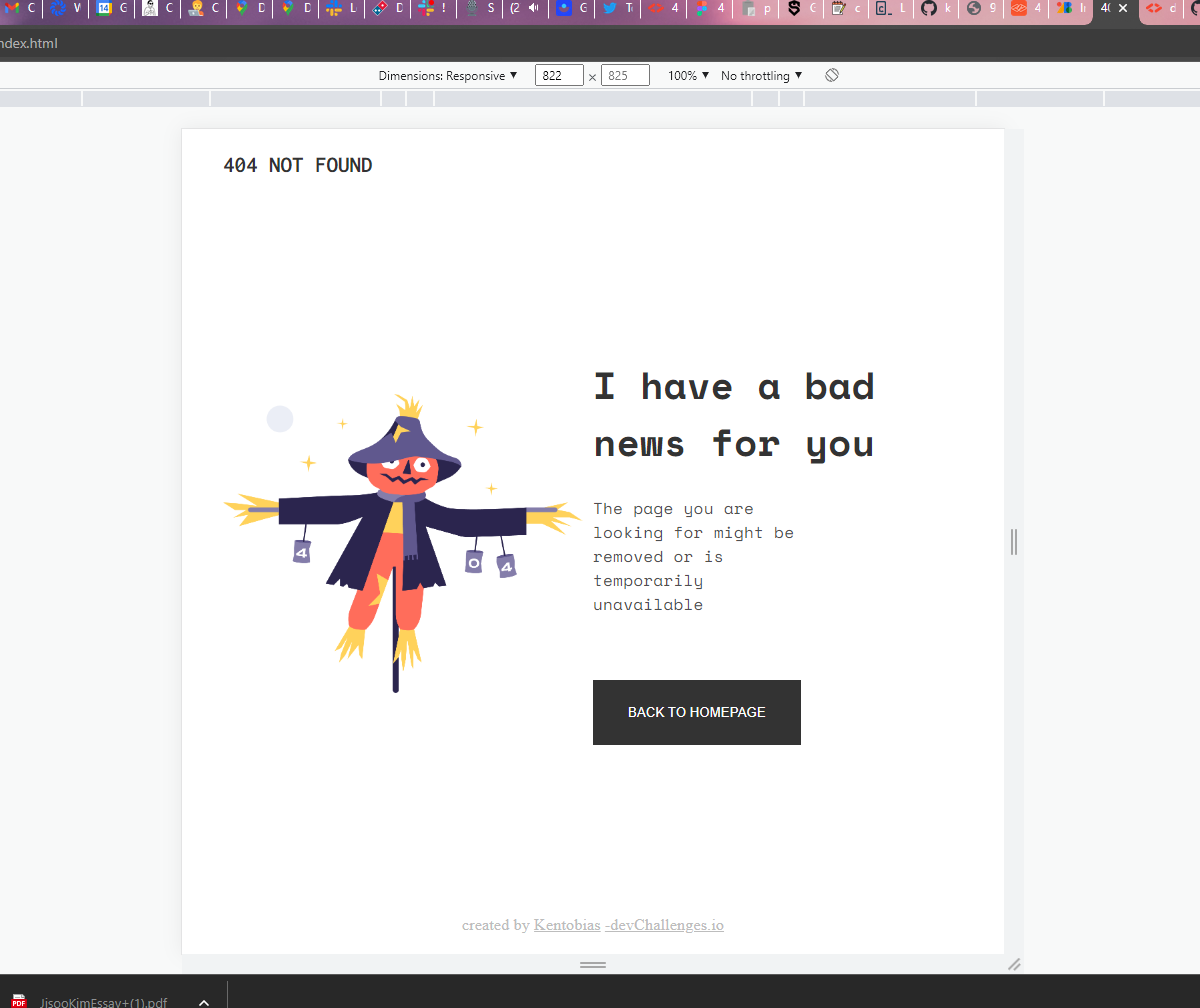 C W 14 G C C D D L D ! S (2 G T 4 4 p G c L k 9 4 I 4( d
ndex.html
Dimensions: Responsive 822 × 825 100% No throttling
404 NOT FOUND
I have a bad
news for you
The page you are
looking for might be
removed or is
temporarily
unavailable
4 0 4
BACK TO HOMEPAGE
created by Kentobias -devChallenges.io
PDF JisooKimEssay+(1).pdf